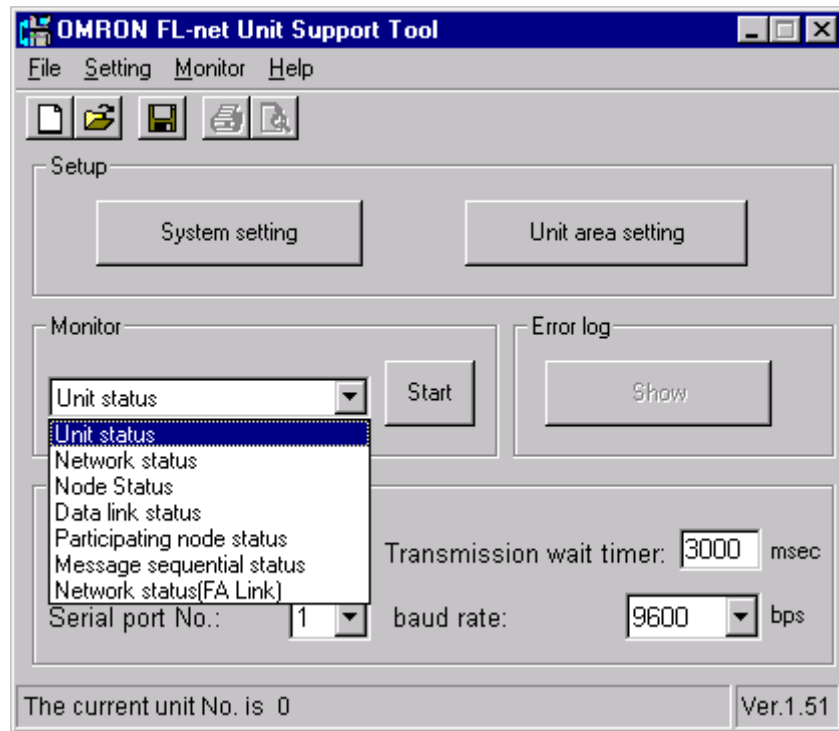 OMRON FL-net Unit Support Tool
File Setting Monitor Help
Setup
System setting
Unit area setting
Monitor
Error log
Unit status
Start
Show
Unit status
Network status
Node Status
Data link status
Participating node status
Message sequential status
Network status(FA Link)
Transmission wait timer: 3000 msec
Serial port No.: 1 baud rate: 9600 bps
The current unit No. is 0
Ver.1.51